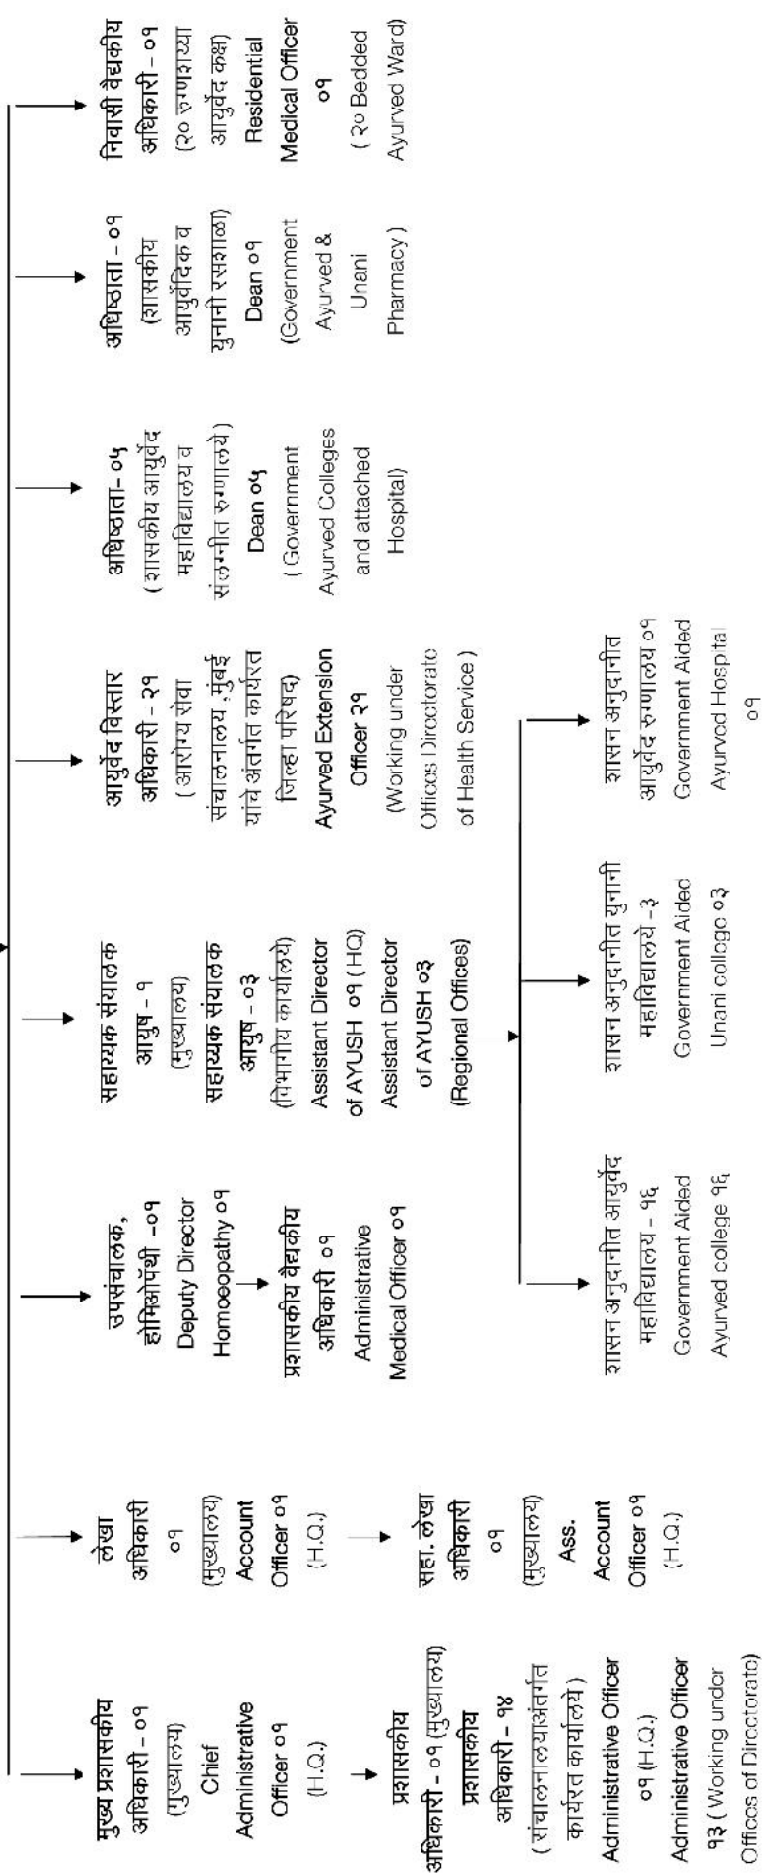 मुख्य प्रशासकीय
अधिकारी - ०१
(मुख्यालय)
Chief
Administrative
Officer ०१
(H.Q.)
प्रशासकीय
अधिकारी - ०१ (मुख्यालय)
प्रशासकीय
अधिकारी - १४
( संचालनालयाअंतर्गत
कार्यरत कार्यालये )
Administrative Officer
०१ (H.Q.)
Administrative Officer
१३ ( Working under
Offices of Directorate)
लेखा
अधिकारी
०१
(मुख्यालय)
Account
Officer ०१
(H.Q.)
सहा. लेखा
अधिकारी
०१
(मुख्यालय)
Ass.
Account
Officer ०१
(H.Q.)
उपसंचालक,
होमिओपॅथी -०१
Deputy Director
Homoeopathy ०१
प्रशासकीय वैद्यकीय
अधिकारी ०१
Administrative
Medical Officer ०१
सहाय्यक संचालक
आयुष - १
(मुख्यालय)
सहाय्यक संचालक
आयुष - ०३
(विभागीय कार्यालये)
Assistant Director
of AYUSH ०१ (HQ)
Assistant Director
of AYUSH ०३
(Regional Offices)
आयुर्वेद विस्तार
अधिकारी - २१
( आरोग्य सेवा
संचालनालय ,मुंबई
यांचे अंतर्गत कार्यरत
जिल्हा परिषद)
Ayurved Extension
Officer २१
(Working under
Offices Directorate
of Health Service )
अधिष्ठाता- ०५
( शासकीय आयुर्वेद
महाविद्यालय व
संलग्नीत रुग्णालये )
Dean ०५
( Government
Ayurved Colleges
and attached
Hospital)
अधिष्ठाता - ०१
(शासकीय
आयुर्वेदिक व
युनानी रसशाळा)
Dean ०१
(Government
Ayurved &
Unani
Pharmacy )
निवासी वैद्यकीय
अधिकारी - ०१
(२० रुग्णशय्या
आयुर्वेद कक्ष)
Residential
Medical Officer
०१
( २० Bedded
Ayurved Ward)
शासन अनुदानीत आयुर्वेद
महाविद्यालय - १६
Government Aided
Ayurved college १६
शासन अनुदानीत युनानी
महाविद्यालये -३
Government Aided
Unani college ०३
शासन अनुदानीत
आयुर्वेद रुग्णालय ०१
Government Aided
Ayurved Hospital
०१